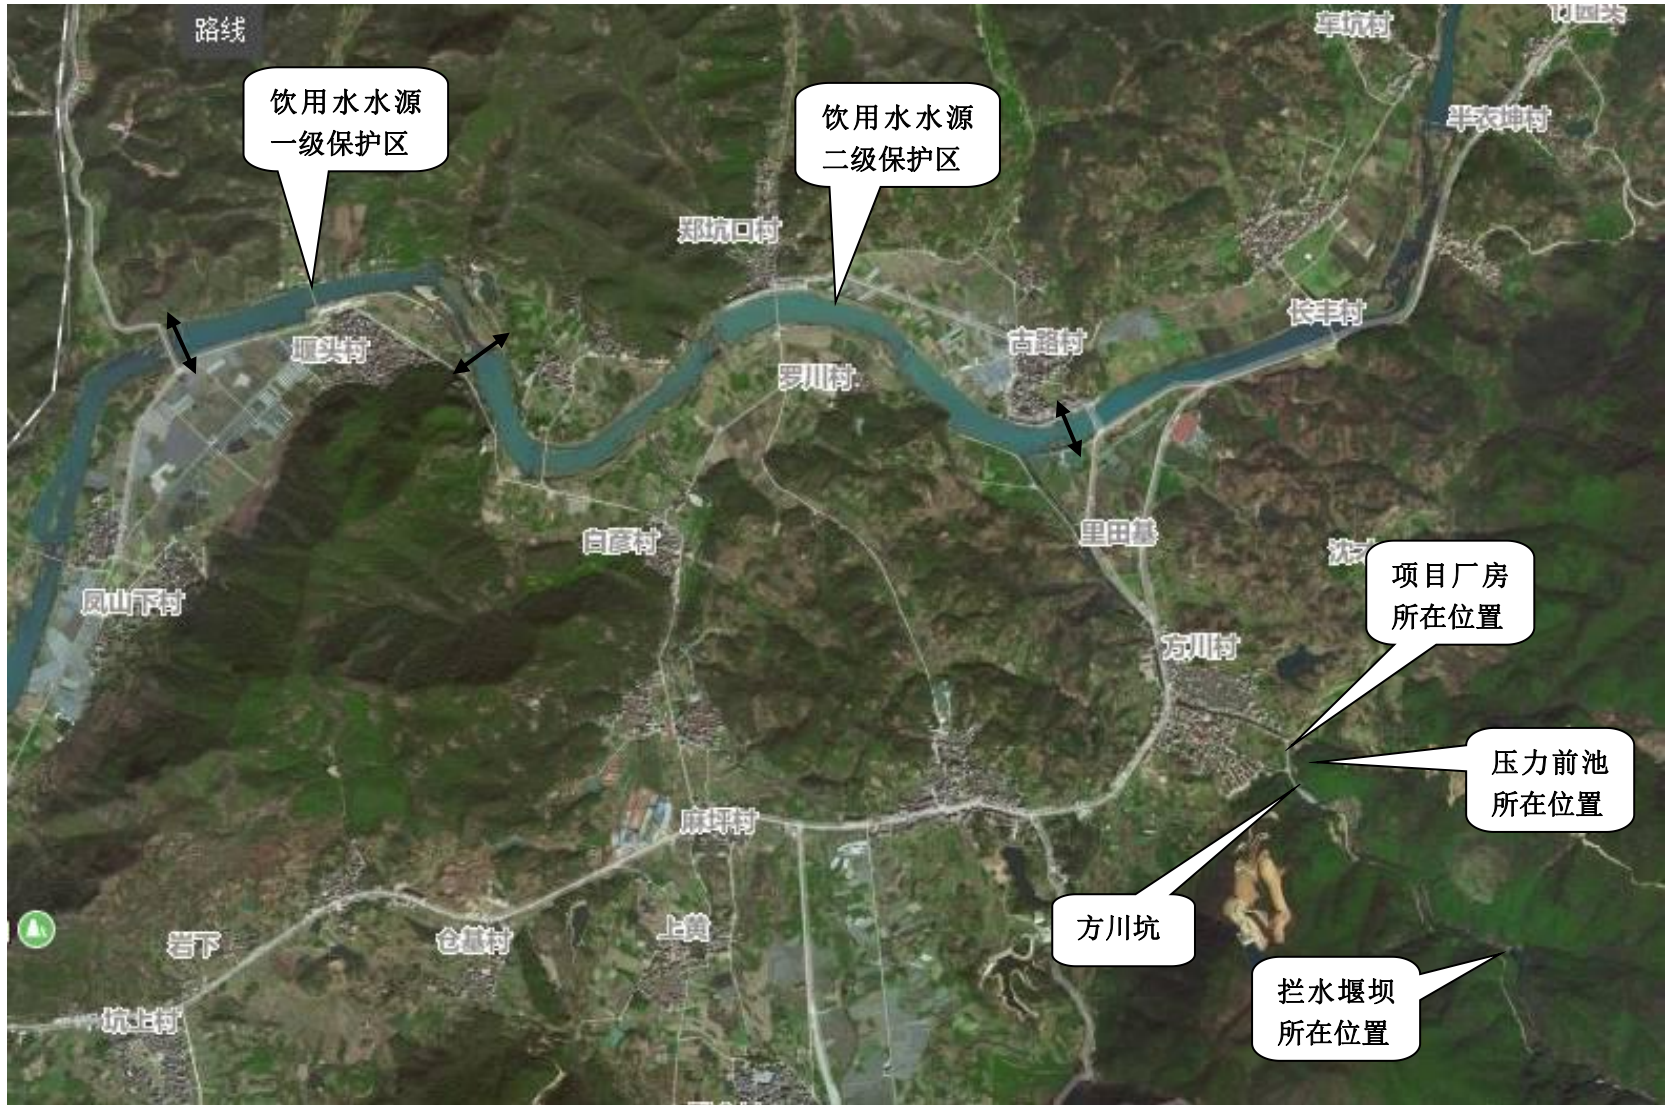 路线
车坑村
饮用水水源
一级保护区
饮用水水源
二级保护区
半衣坤村
郑坑口村
长丰村
堰头村
古路村
罗川村
白彦村
里田基
沈
项目厂房
所在位置
凤山下村
方川村
压力前池
所在位置
麻坪村
方川坑
上黄
岩下
仓基村
拦水堰坝
所在位置
坑上村